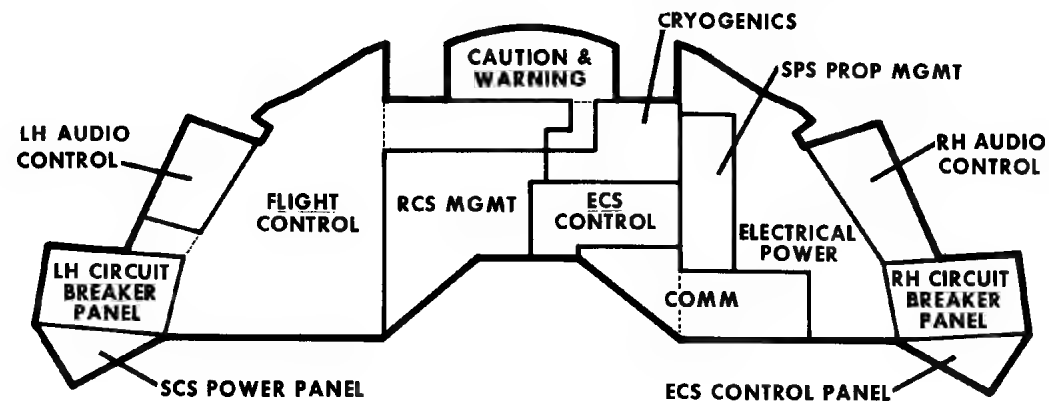 CRYOGENICS
CAUTION &
WARNING
SPS PROP MGMT
LH AUDIO
CONTROL
RH AUDIO
CONTROL
FLIGHT
CONTROL
RCS MGMT
ECS
CONTROL
ELECTRICAL
POWER
LH CIRCUIT
BREAKER
PANEL
RH CIRCUIT
BREAKER
PANEL
COMM
SCS POWER PANEL
ECS CONTROL PANEL